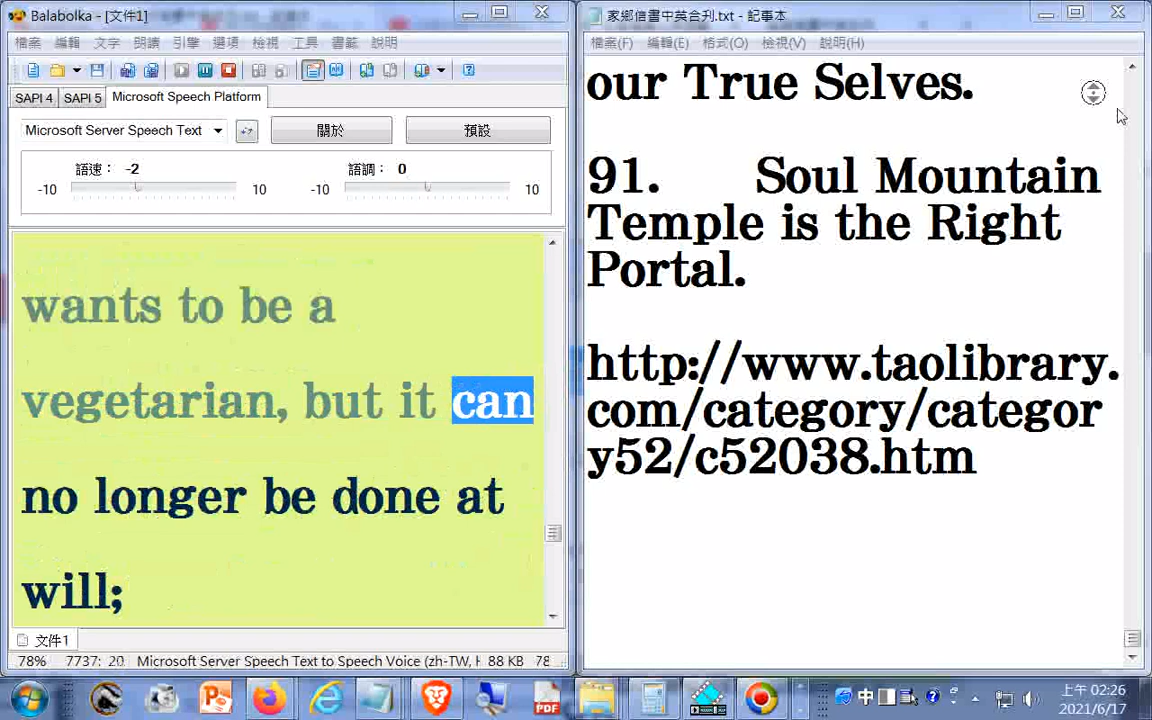 Balabolka - [文件1]
檔案 編輯 文字 朗讀 引擎 選項 檢視 工具 書籤 說明
SAPI 4 SAPI 5 Microsoft Speech Platform
Microsoft Server Speech Text 關於 預設
語速： -2 語調： 0
-10 10 -10 10
wants to be a
vegetarian, but it can
no longer be done at
will;
文件1
78% 7737: 20 Microsoft Server Speech Text to Speech Voice (zh-TW, H 88 KB 78
家鄉信書中英合刋.txt - 記事本
檔案(F) 編輯(E) 格式(O) 檢視(V) 說明(H)
our True Selves.
91. Soul Mountain
Temple is the Right
Portal.
http://www.taolibrary.
com/category/categor
y52/c52038.htm
中
上午 02:26
2021/6/17